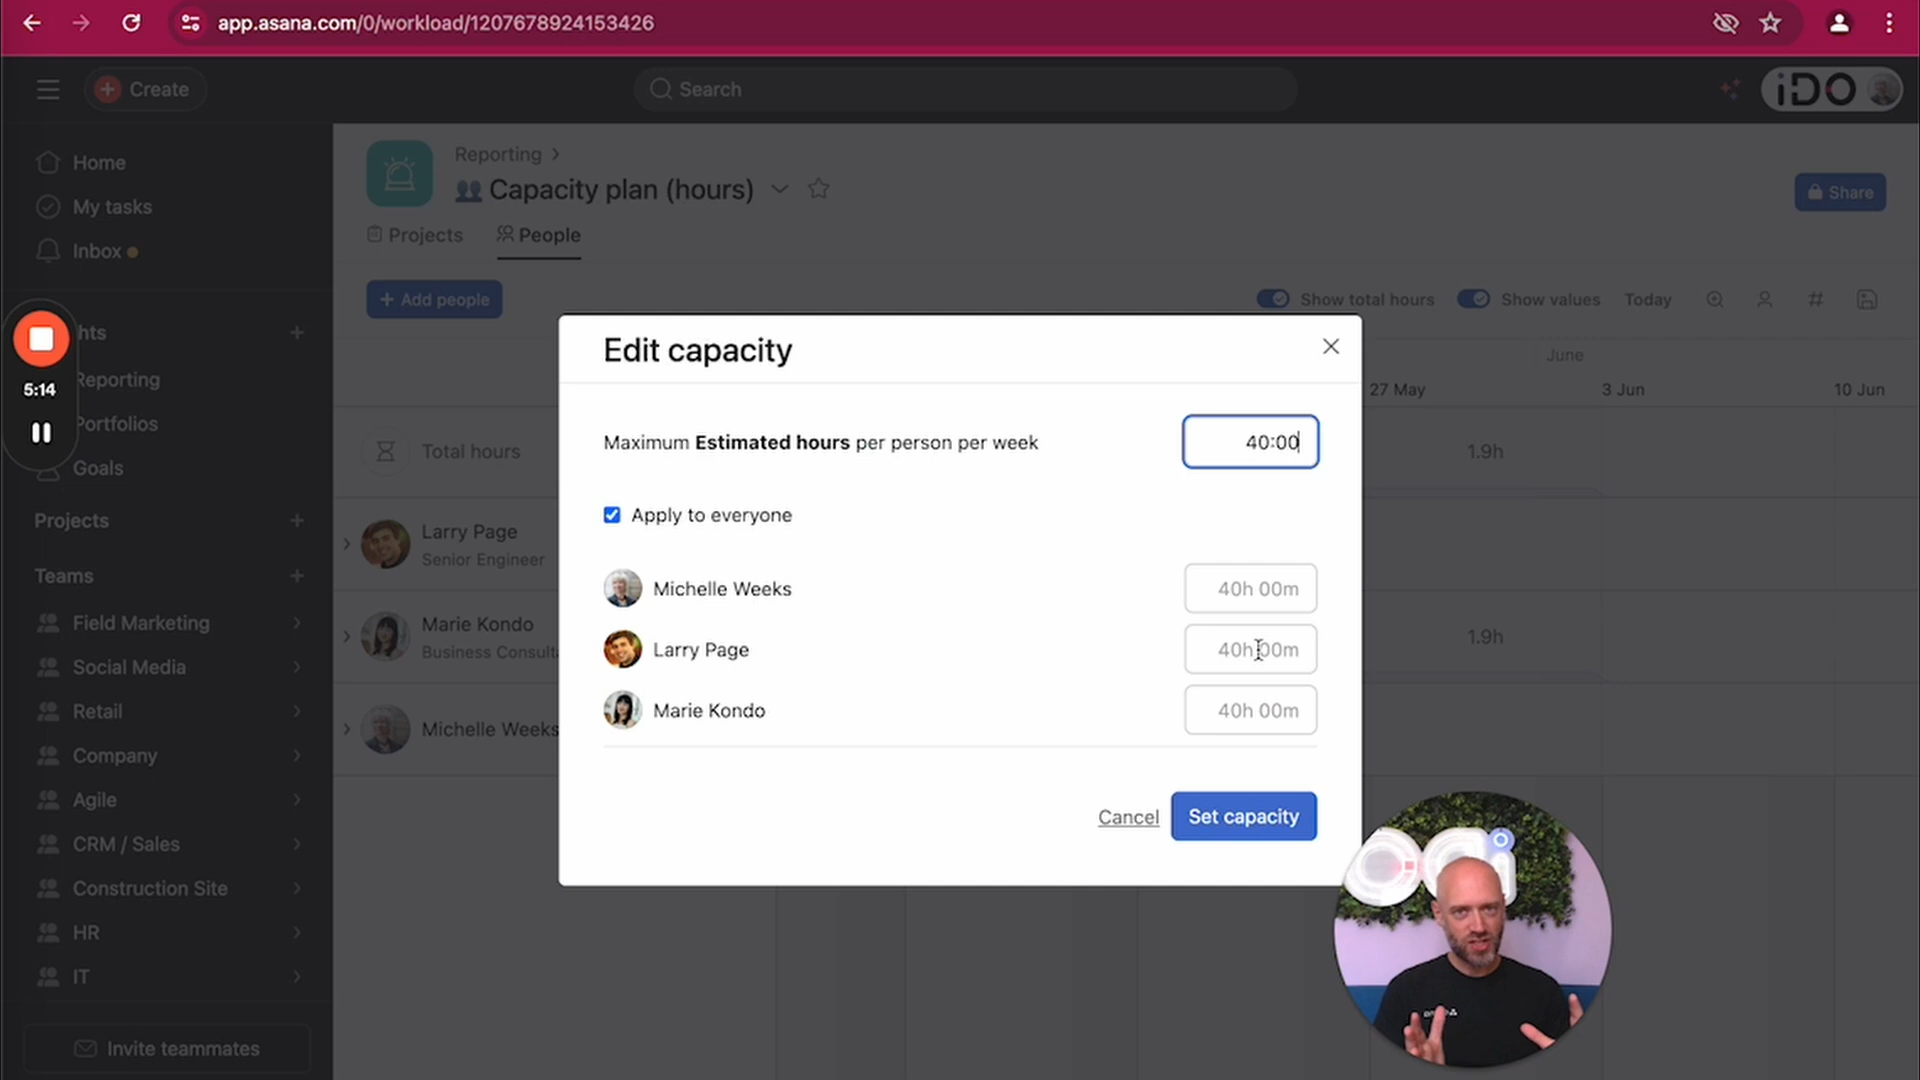 app.asana.com/0/workload/1207678924153426
Create
Search
iDO
Home
My tasks
Inbox
hts
Reporting
Portfolios
Goals
Projects
Teams
Field Marketing
Social Media
Retail
Company
Agile
CRM / Sales
Construction Site
HR
IT
Invite teammates
5:14
Reporting
Capacity plan (hours)
Share
Projects
People
+ Add people
Show total hours
Show values
Today
June
27 May
3 Jun
10 Jun
Total hours
1.9h
Larry Page
Senior Engineer
Marie Kondo
Business Consulta
1.9h
Michelle Weeks
Edit capacity
Maximum Estimated hours per person per week
40:00
Apply to everyone
Michelle Weeks
40h 00m
Larry Page
40h 00m
Marie Kondo
40h 00m
Cancel
Set capacity